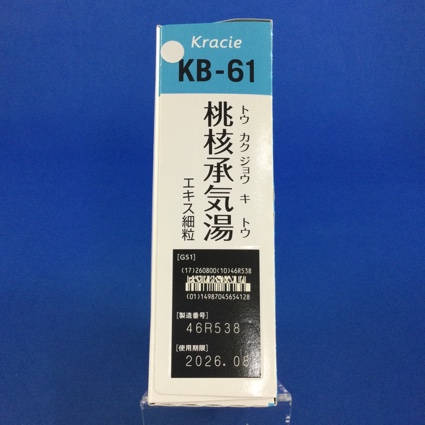 Kracie
KB-61
トウ カク ジョウ キ トウ
桃核承気湯
エキス細粒
[GS1]
(17)260800(10)46R538
(01)14987045654128
[製造番号]
46R538
[使用期限]
2026.08